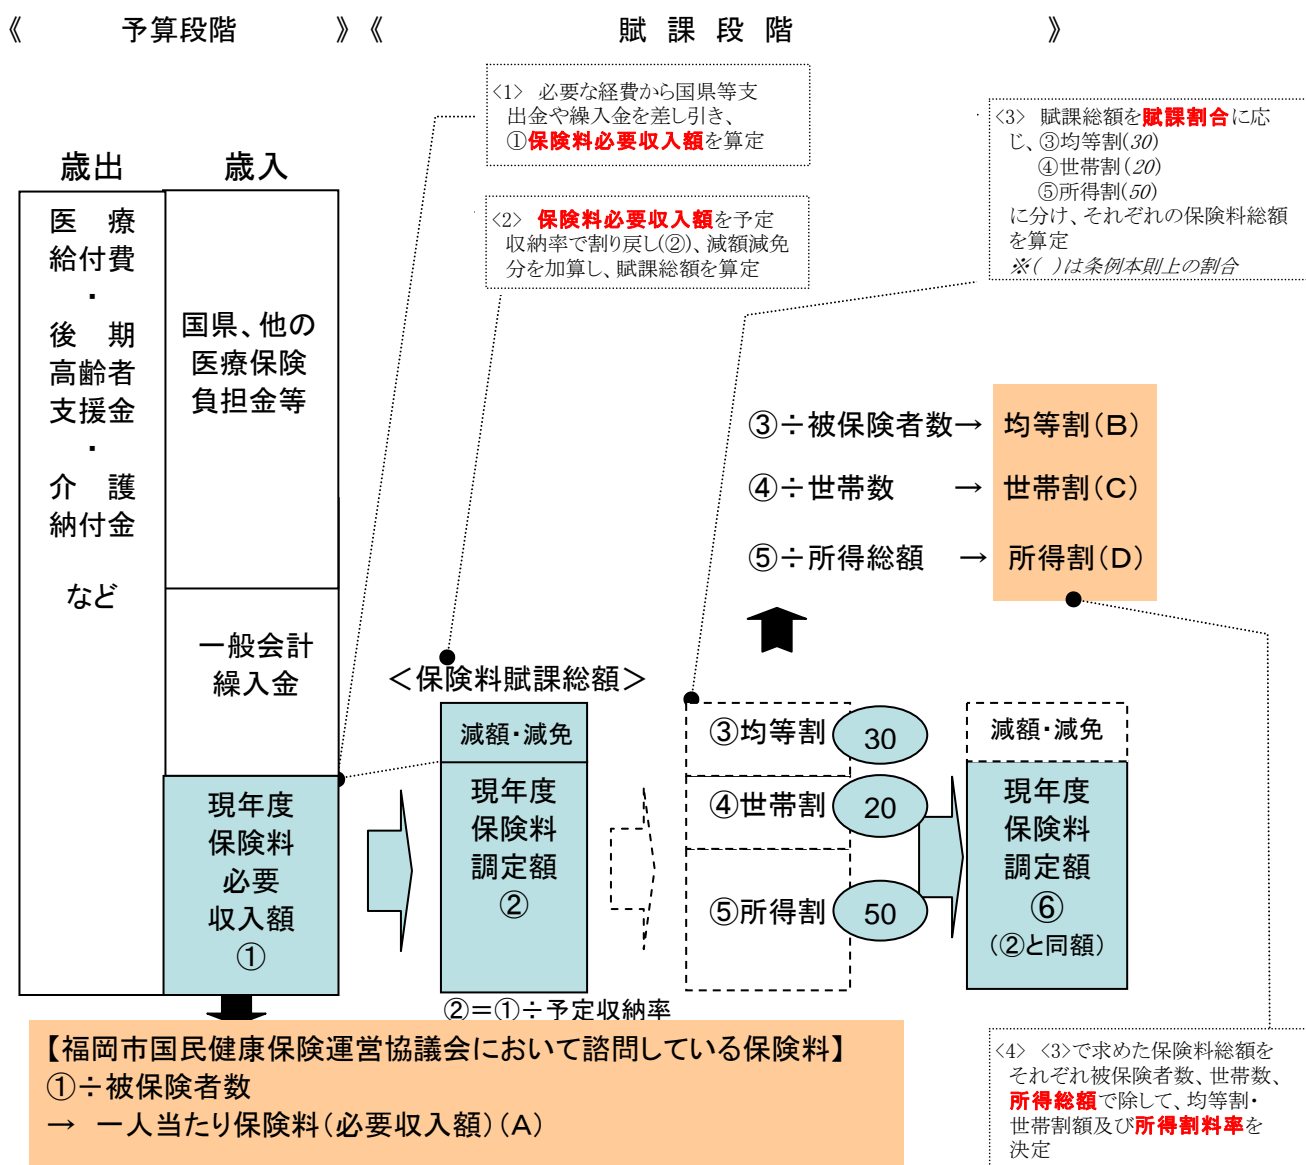 《 予算段階 》《 賦課段階 》
<1> 必要な経費から国県等支
出金や繰入金を差し引き、
①保険料必要収入額を算定
<2> 保険料必要収入額を予定
収納率で割り戻し(②)、減額減免
分を加算し、賦課総額を算定
<3> 賦課総額を賦課割合に応
じ、③均等割(30)
④世帯割(20)
⑤所得割(50)
に分け、それぞれの保険料総額
を算定
※( )は条例本則上の割合
歳出
歳入
医療
給付費
・
後期
高齢者
支援金
・
介護
納付金
など
国県、他の
医療保険
負担金等
一般会計
繰入金
現年度
保険料
必要
収入額
①
③÷被保険者数→ 均等割(B)
④÷世帯数 → 世帯割(C)
⑤÷所得総額 → 所得割(D)
＜保険料賦課総額＞
減額・減免
現年度
保険料
調定額
②
②＝①÷予定収納率
③均等割 30
④世帯割 20
⑤所得割 50
減額・減免
現年度
保険料
調定額
⑥
(②と同額)
【福岡市国民健康保険運営協議会において諮問している保険料】
①÷被保険者数
→ 一人当たり保険料(必要収入額)(A)
<4> <3>で求めた保険料総額を
それぞれ被保険者数、世帯数、
所得総額で除して、均等割・
世帯割額及び所得割料率を
決定